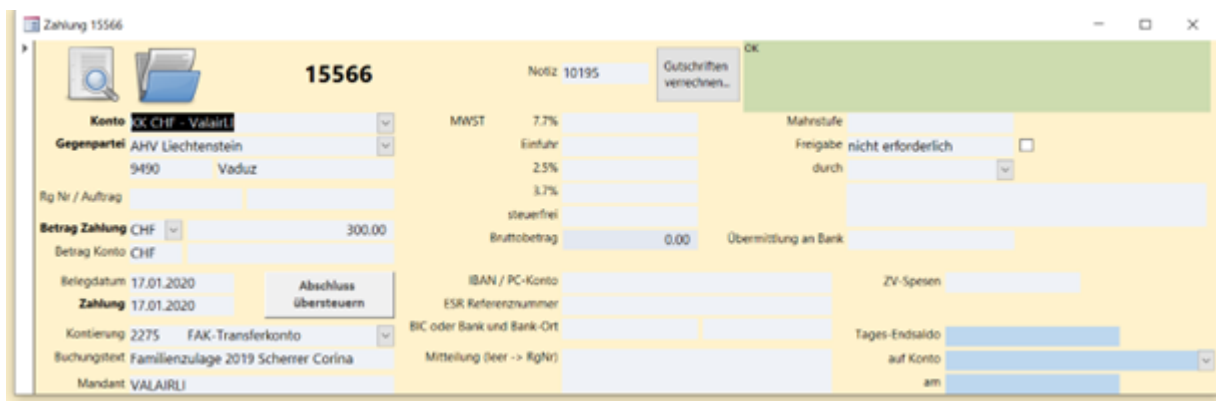 Zahlung 15566
15566
Notiz 10195
Gutschriften
verrechnen...
OK
Konto KK CHF - Valairl.I
MWST 7.7%
Mahnstufe
Gegenpartei AHV Liechtenstein
Einfuhr
Freigabe nicht erforderlich
9490 Vaduz
2.5%
durch
Rg Nr / Auftrag
3.7%
steuerfrei
Betrag Zahlung CHF 300.00
Bruttobetrag 0.00
Übermittlung an Bank
Betrag Konto CHF
Belegdatum 17.01.2020
Abschluss
übersteuern
IBAN / PC-Konto
ZV-Spesen
Zahlung 17.01.2020
ESR Referenznummer
Kontierung 2275 FAK-Transferkonto
BIC oder Bank und Bank-Ort
Tages-Endsaldo
Buchungstext Familienzulage 2019 Scherrer Corina
Mitteilung (leer -> RgNr)
auf Konto
Mandant VALAIRLI
am